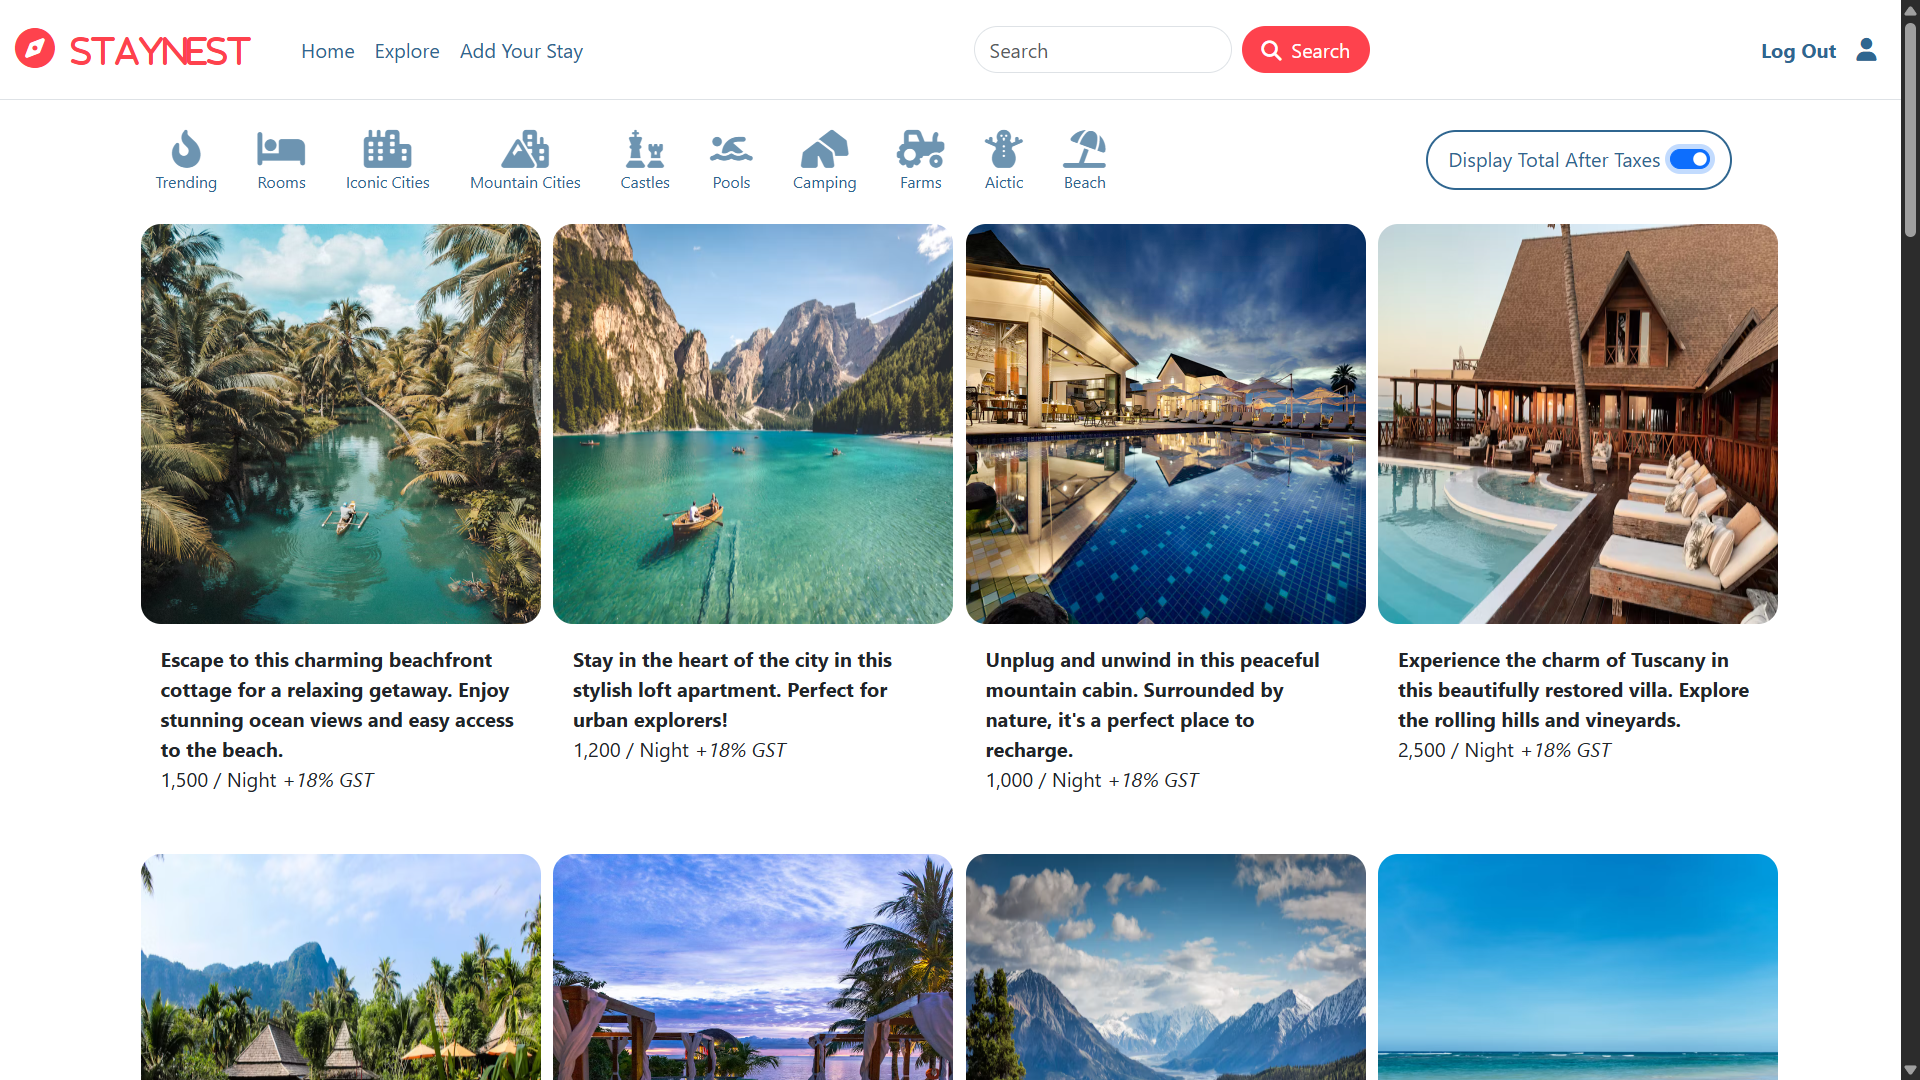 STAYNEST
Home Explore Add Your Stay
Search
Search
Log Out
Trending
Rooms
Iconic Cities
Mountain Cities
Castles
Pools
Camping
Farms
Aictic
Beach
Display Total After Taxes
Escape to this charming beachfront
cottage for a relaxing getaway. Enjoy
stunning ocean views and easy access
to the beach.
1,500 / Night +18% GST
Stay in the heart of the city in this
stylish loft apartment. Perfect for
urban explorers!
1,200 / Night +18% GST
Unplug and unwind in this peaceful
mountain cabin. Surrounded by
nature, it's a perfect place to
recharge.
1,000 / Night +18% GST
Experience the charm of Tuscany in
this beautifully restored villa. Explore
the rolling hills and vineyards.
2,500 / Night +18% GST